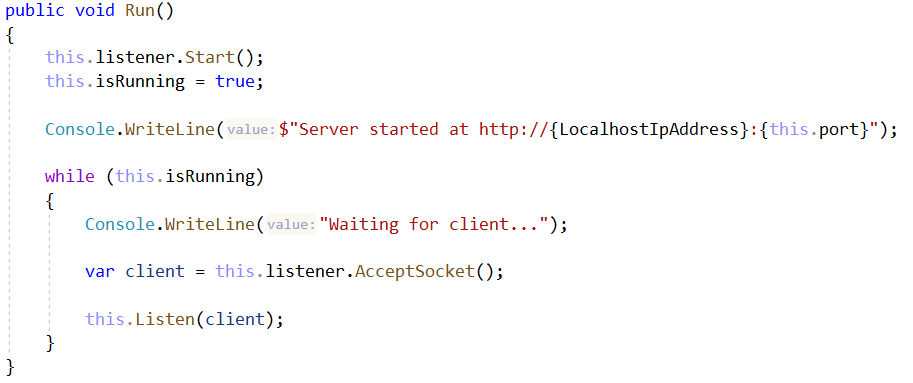 public void Run()
{
    this.listener.Start();
    this.isRunning = true;

    Console.WriteLine(value: $"Server started at http://{LocalhostIpAddress}:{this.port}");

    while (this.isRunning)
    {
        Console.WriteLine(value: "Waiting for client...");

        var client = this.listener.AcceptSocket();

        this.Listen(client);
    }
}